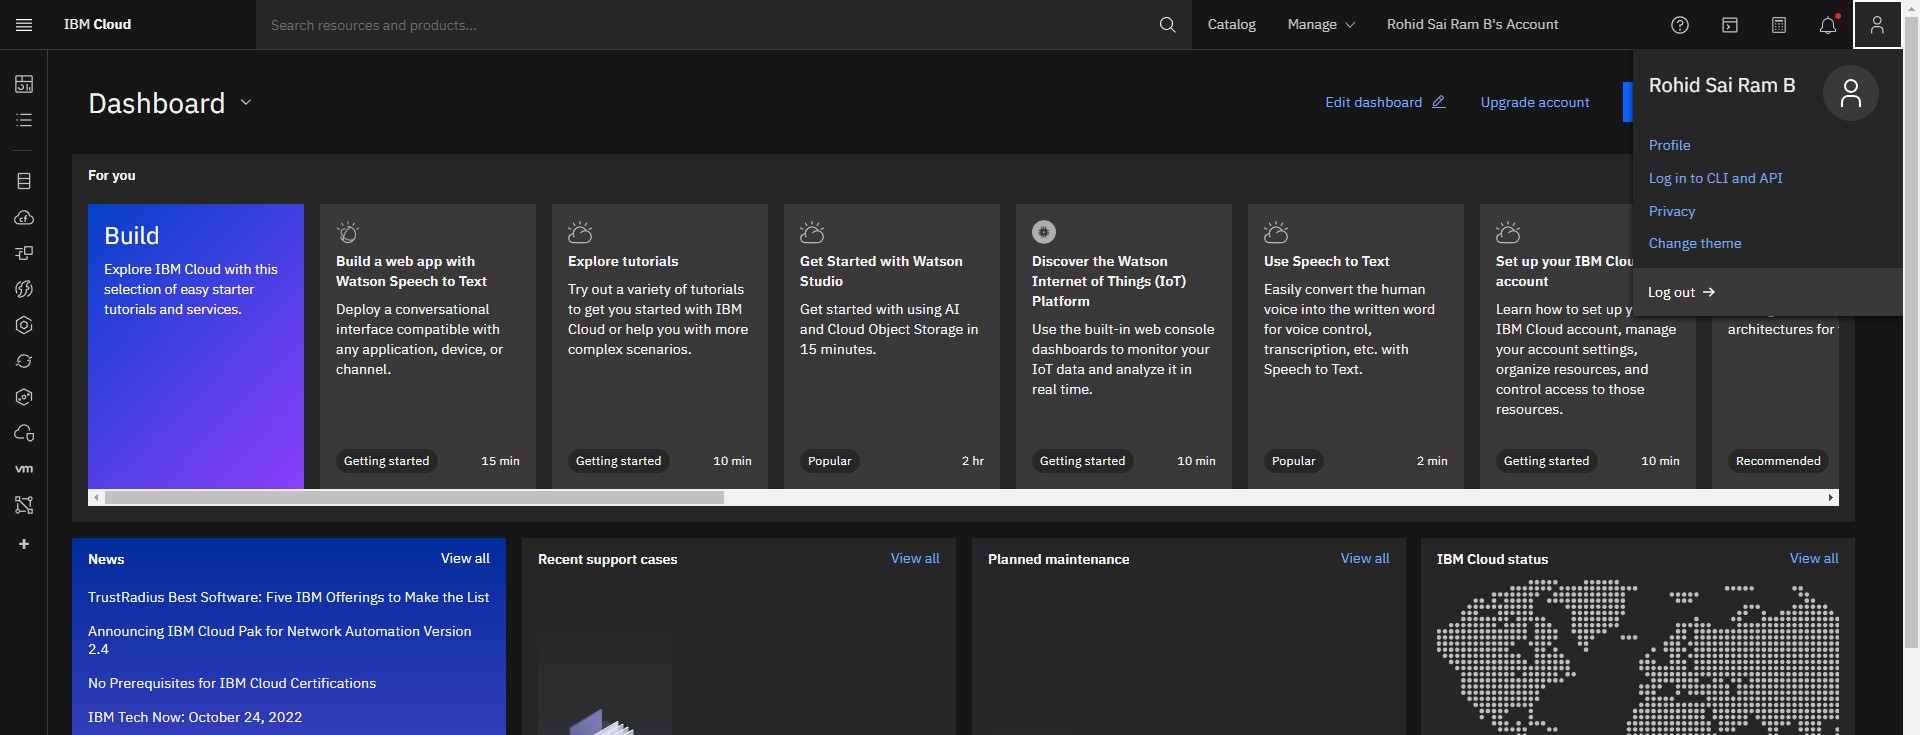 IBM Cloud
Search resources and products...
Catalog
Manage
Rohid Sai Ram B's Account
Rohid Sai Ram B
Profile
Log in to CLI and API
Privacy
Change theme
Log out →
Dashboard
Edit dashboard
Upgrade account
For you
Build
Explore IBM Cloud with this
selection of easy starter
tutorials and services.
Build a web app with
Watson Speech to Text
Deploy a conversational
interface compatible with
any application, device, or
channel.
Getting started
15 min
Explore tutorials
Try out a variety of tutorials
to get you started with IBM
Cloud or help you with more
complex scenarios.
Getting started
10 min
Get Started with Watson
Studio
Get started with using AI
and Cloud Object Storage in
15 minutes.
Popular
2 hr
Discover the Watson
Internet of Things (IoT)
Platform
Use the built-in web console
dashboards to monitor your
IoT data and analyze it in
real time.
Getting started
10 min
Use Speech to Text
Easily convert the human
voice into the written word
for voice control,
transcription, etc. with
Speech to Text.
Popular
2 min
Set up your IBM Clou
account
Learn how to set up y
IBM Cloud account, manage
your account settings,
organize resources, and
control access to those
resources.
Getting started
10 min
architectures for
Recommended
cf
vm
News
View all
TrustRadius Best Software: Five IBM Offerings to Make the List
Announcing IBM Cloud Pak for Network Automation Version
2.4
No Prerequisites for IBM Cloud Certifications
IBM Tech Now: October 24, 2022
Recent support cases
View all
Planned maintenance
View all
IBM Cloud status
View all